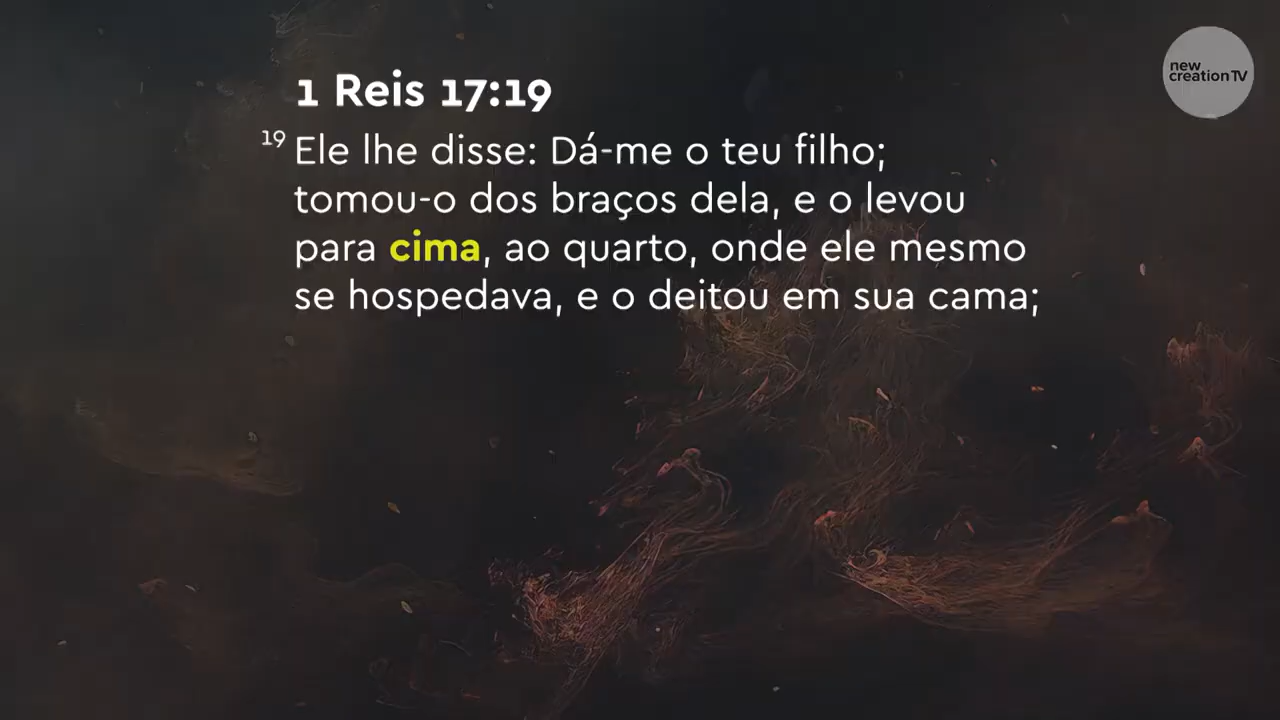 new
creation TV
1 Reis 17:19
19 Ele lhe disse: Dá-me o teu filho;
tomou-o dos braços dela, e o levou
para cima, ao quarto, onde ele mesmo
se hospedava, e o deitou em sua cama;